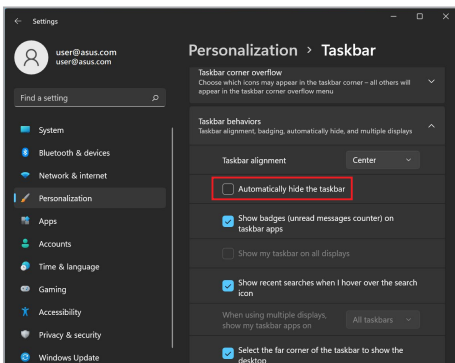 Settings
user@asus.com
user@asus.com
Find a setting
System
Bluetooth & devices
Network & internet
Personalization
Apps
Accounts
Time & language
Gaming
Accessibility
Privacy & security
Windows Update
Personalization > Taskbar
Taskbar corner overflow
Choose which icons may appear in the taskbar corner – all others will
appear in the taskbar corner overflow menu
Taskbar behaviors
Taskbar alignment, badging, automatically hide, and multiple displays
Taskbar alignment
Center
Automatically hide the taskbar
Show badges (unread messages counter) on
taskbar apps
Show my taskbar on all displays
Show recent searches when I hover over the search
icon
When using multiple displays,
show my taskbar apps on
All taskbars
Select the far corner of the taskbar to show the
desktop